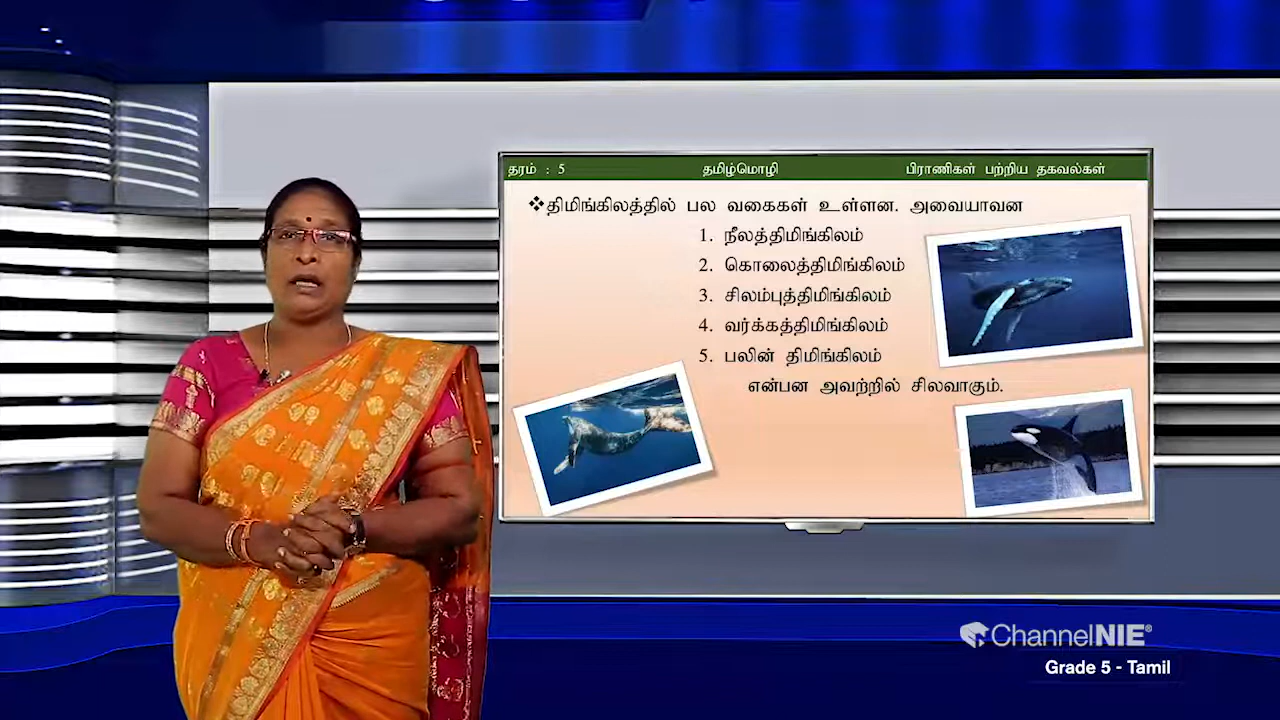 தரம் : 5 தமிழ்மொழி பிராணிகள் பற்றிய தகவல்கள்
❖திமிங்கிலத்தில் பல வகைகள் உள்ளன. அவையாவன
1. நீலத்திமிங்கிலம்
2. கொலைத்திமிங்கிலம்
3. சிலம்புத்திமிங்கிலம்
4. வர்க்கத்திமிங்கிலம்
5. பலின் திமிங்கிலம்
என்பன அவற்றில் சிலவாகும்.
ChannelNIE®
Grade 5 - Tamil